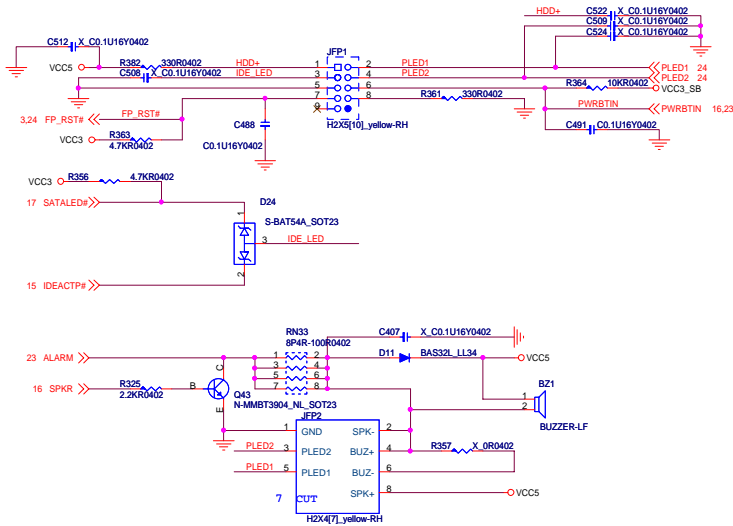 HDD+ C522 X_C0.1U16Y0402
C509 X_C0.1U16Y0402
C524 X_C0.1U16Y0402
C512 X_C0.1U16Y0402
JFP1
VCC5 R382 330R0402 HDD+ 1 2 PLED1 PLED1 24
C508 X_C0.1U16Y0402 IDE_LED 3 4 PLED2 PLED2 24
5 6 R364 10KR0402 VCC3_SB
7 8 R361 330R0402
9
PWRBTIN PWRBTIN 16,23
3,24 FP_RST# FP_RST#
H2X5[10]_yellow-RH
C488
C0.1U16Y0402
C491 C0.1U16Y0402
VCC3 R363
4.7KR0402
VCC3 R356 4.7KR0402
17 SATALED#
D24
S-BAT54A_SOT23
1
3 IDE_LED
2
15 IDEACTP#
C407 X_C0.1U16Y0402
RN33
8P4R-100R0402
23 ALARM
1 2
3 4
5 6
7 8
D11 BAS32L_LL34 VCC5
16 SPKR R325 2.2KR0402
B C E
Q43
N-MMBT3904_NL_SOT23
BZ1
1
2
BUZZER-LF
JFP2
1 GND SPK- 2
PLED2 3 PLED2 BUZ+ 4
R357 X_0R0402
PLED1 5 PLED1 BUZ- 6
7 CUT SPK+ 8 VCC5
H2X4[7]_yellow-RH